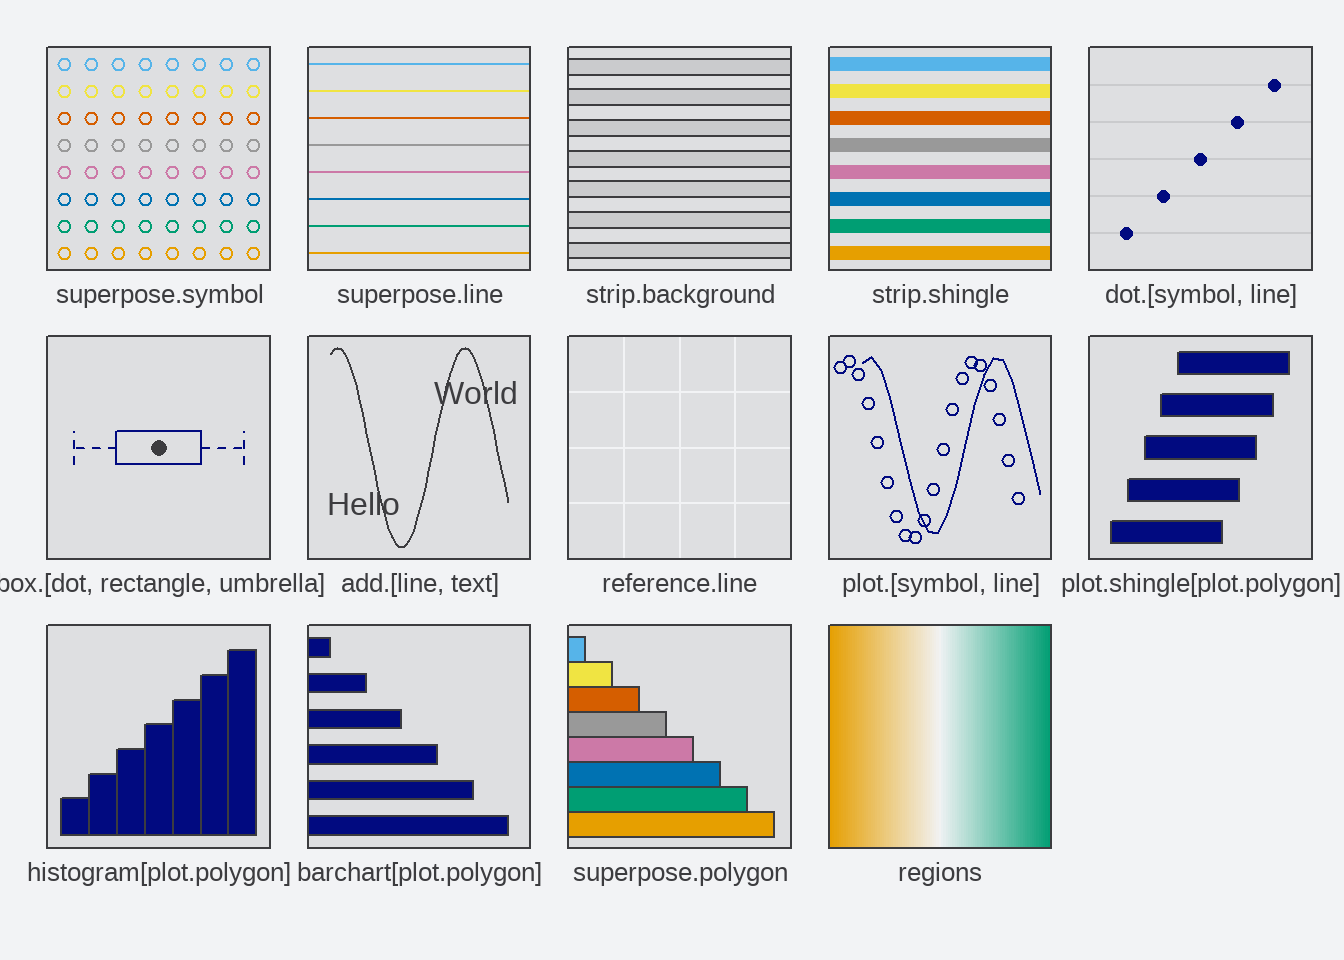 superpose.symbol
superpose.line
strip.background
strip.shingle
dot.[symbol, line]
World
Hello
box.[dot, rectangle, umbrella]
add.[line, text]
reference.line
plot.[symbol, line]
plot.shingle[plot.polygon]
histogram[plot.polygon]
barchart[plot.polygon]
superpose.polygon
regions